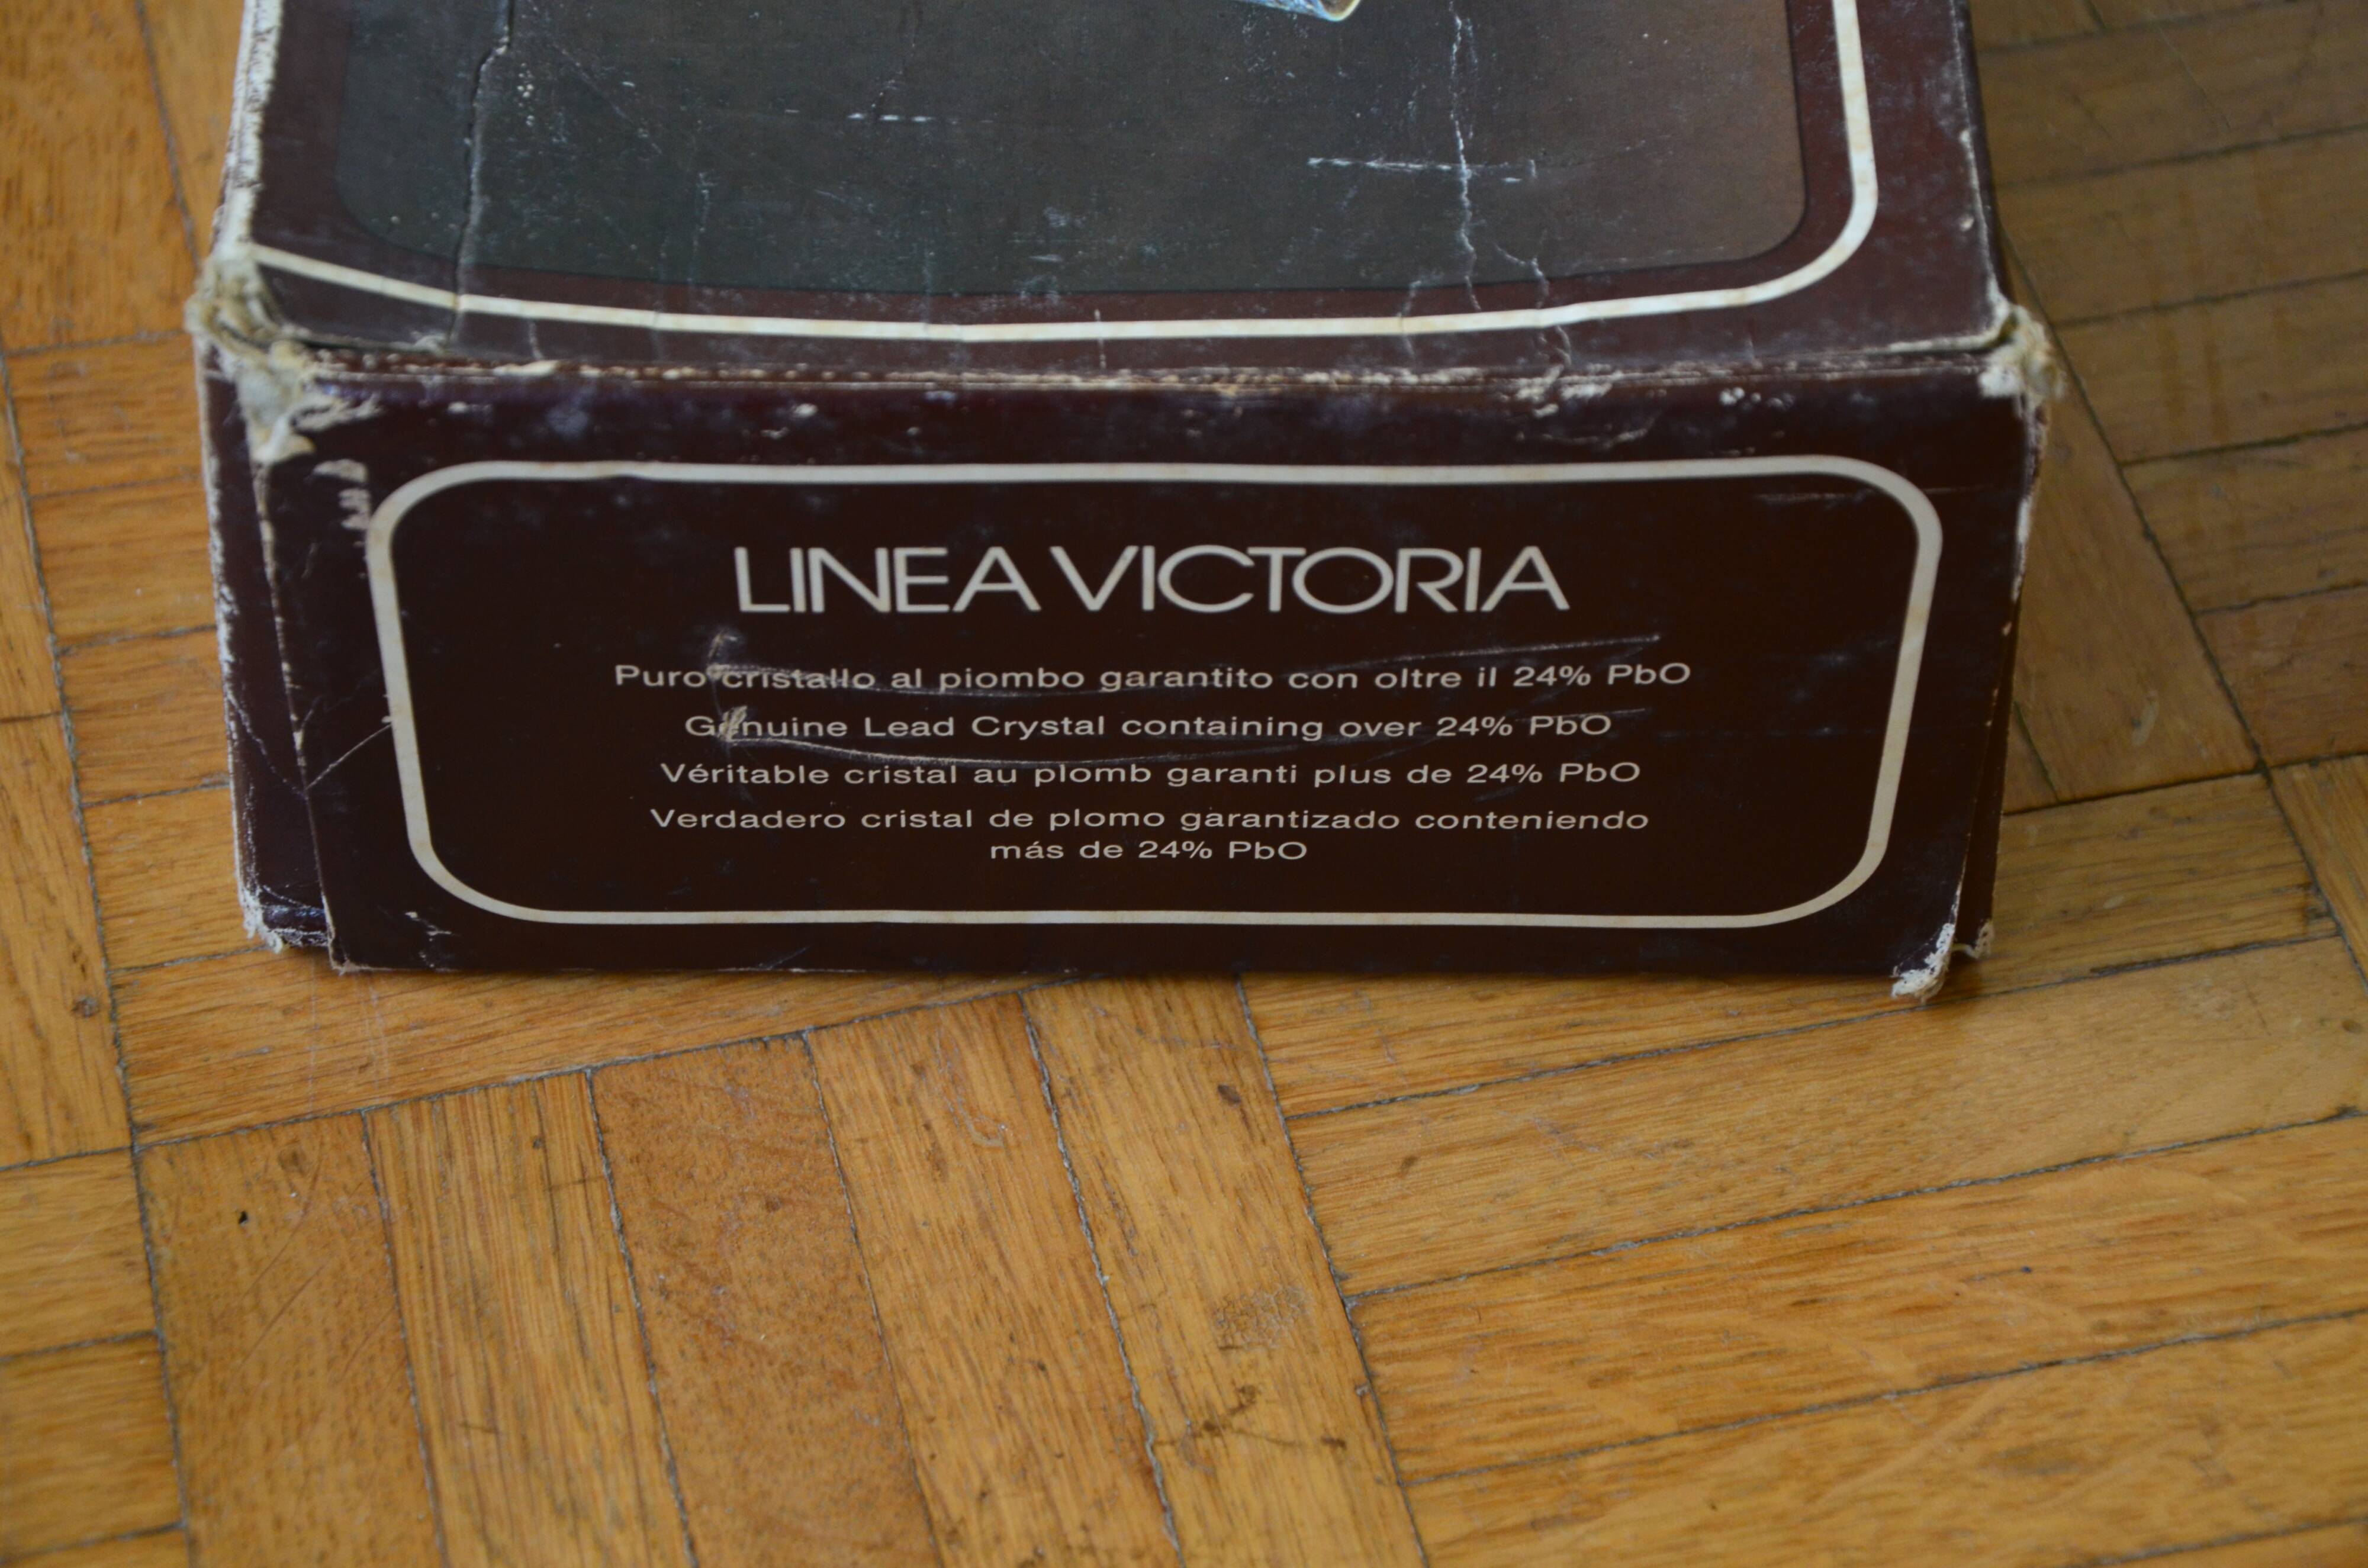 LINEA VICTORIA
Puro cristallo al piombo garantito con oltre il 24% PbO
Genuine Lead Crystal containing over 24% PbO
Véritable cristal au plomb garanti plus de 24% PbO
Verdadero cristal de plomo garantizado conteniendo
más de 24% PbO